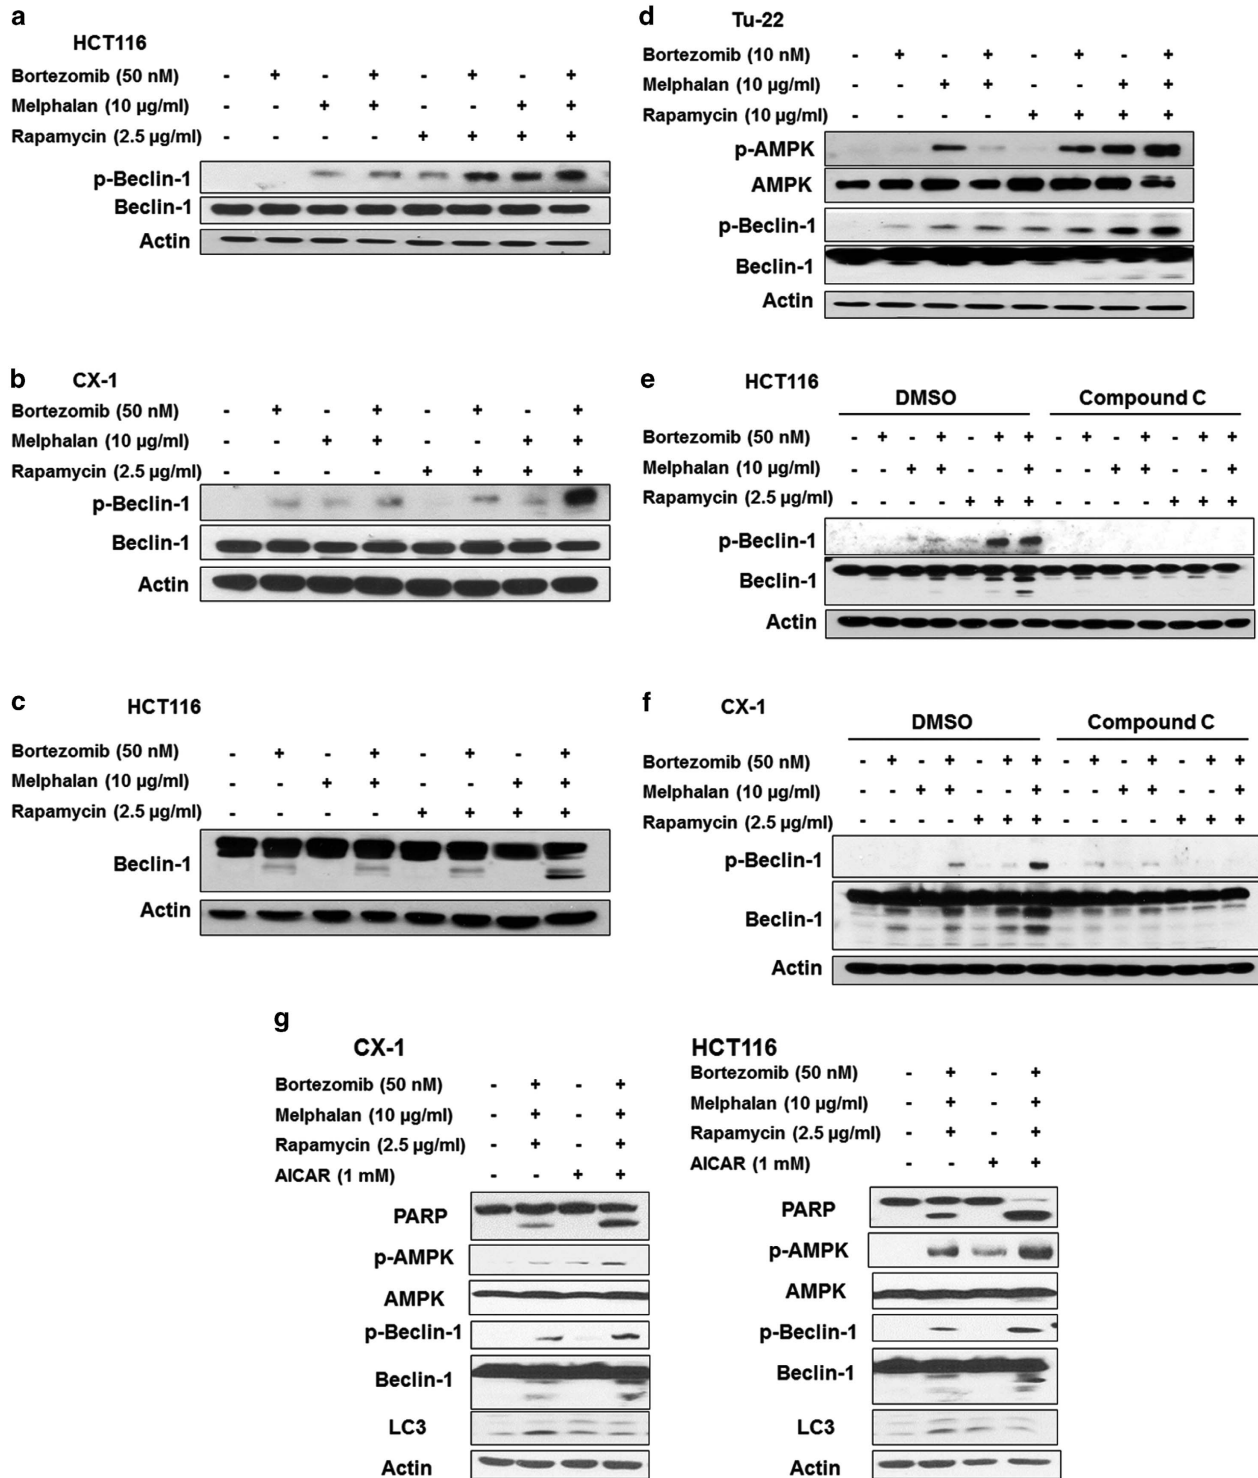 a
HCT116
Bortezomib (50 nM) - + - + - + - +
Melphalan (10 µg/ml) - - + + - - + +
Rapamycin (2.5 µg/ml) - - - - + + + +
p-Beclin-1
Beclin-1
Actin
b
CX-1
Bortezomib (50 nM) - + - + - + - +
Melphalan (10 µg/ml) - - + + - - + +
Rapamycin (2.5 µg/ml) - - - - + + + +
p-Beclin-1
Beclin-1
Actin
c
HCT116
Bortezomib (50 nM) - + - + - + - +
Melphalan (10 µg/ml) - - + + - - + +
Rapamycin (2.5 µg/ml) - - - - + + + +
Beclin-1
Actin
d
Tu-22
Bortezomib (10 nM) - + - + - + - +
Melphalan (10 µg/ml) - - + + - - + +
Rapamycin (10 µg/ml) - - - - + + + +
p-AMPK
AMPK
p-Beclin-1
Beclin-1
Actin
e
HCT116
DMSO Compound C
Bortezomib (50 nM) - + - + - + + - + - + - + +
Melphalan (10 µg/ml) - - + + - - + - - + + - - +
Rapamycin (2.5 µg/ml) - - - - + + + - - - - + + +
p-Beclin-1
Beclin-1
Actin
f
CX-1
DMSO Compound C
Bortezomib (50 nM) - + - + - + + - + - + - + +
Melphalan (10 µg/ml) - - + + - - + - - + + - - +
Rapamycin (2.5 µg/ml) - - - - + + + - - - - + + +
p-Beclin-1
Beclin-1
Actin
g
CX-1
Bortezomib (50 nM) - + - +
Melphalan (10 µg/ml) - + - +
Rapamycin (2.5 µg/ml) - + - +
AICAR (1 mM) - - + +
PARP
p-AMPK
AMPK
p-Beclin-1
Beclin-1
LC3
Actin
HCT116
Bortezomib (50 nM) - + - +
Melphalan (10 µg/ml) - + - +
Rapamycin (2.5 µg/ml) - + - +
AICAR (1 mM) - - + +
PARP
p-AMPK
AMPK
p-Beclin-1
Beclin-1
LC3
Actin